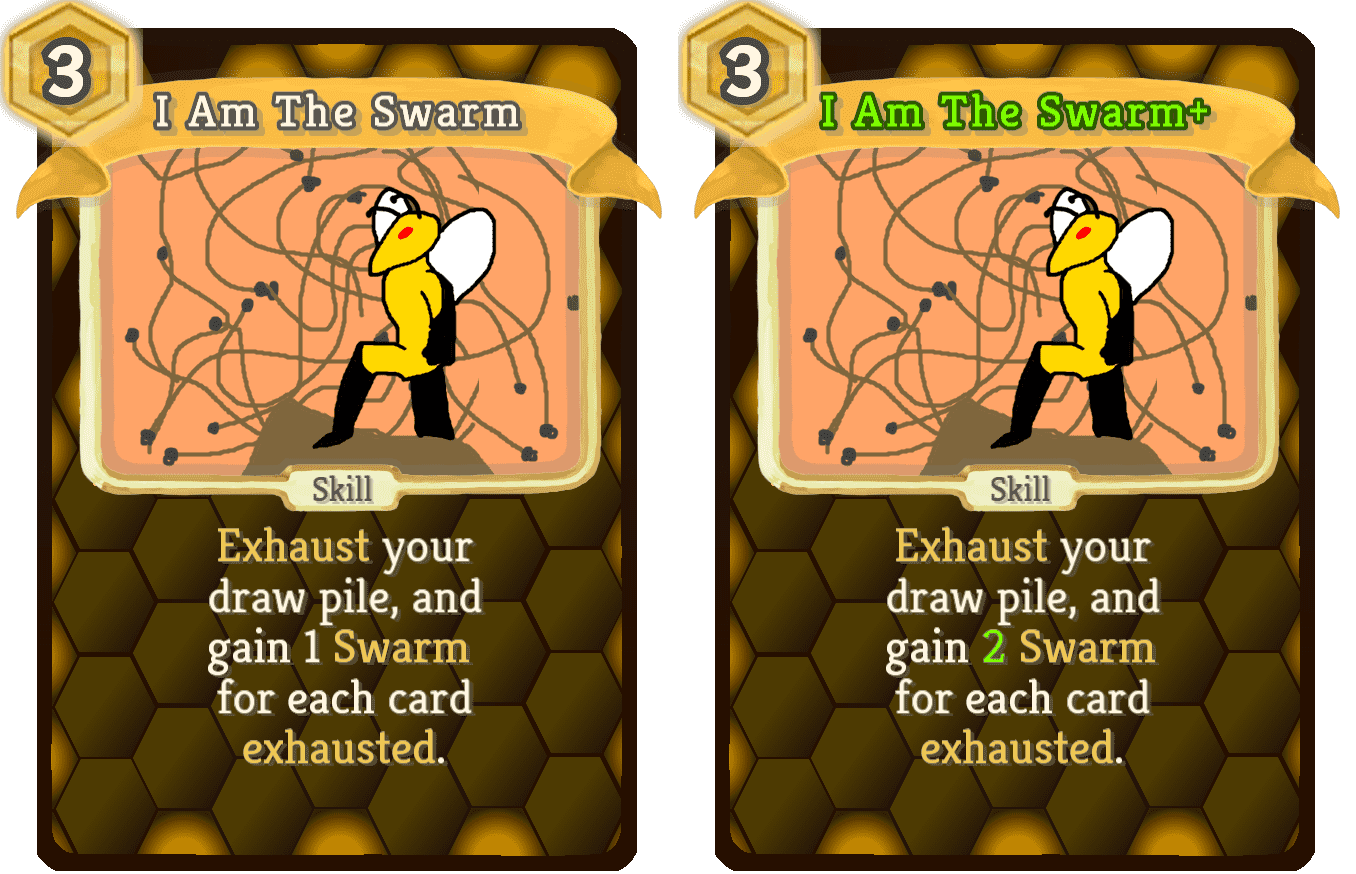 3
I Am The Swarm
Skill
Exhaust your
draw pile, and
gain 1 Swarm
for each card
exhausted.
3
I Am The Swarm+
Skill
Exhaust your
draw pile, and
gain 2 Swarm
for each card
exhausted.